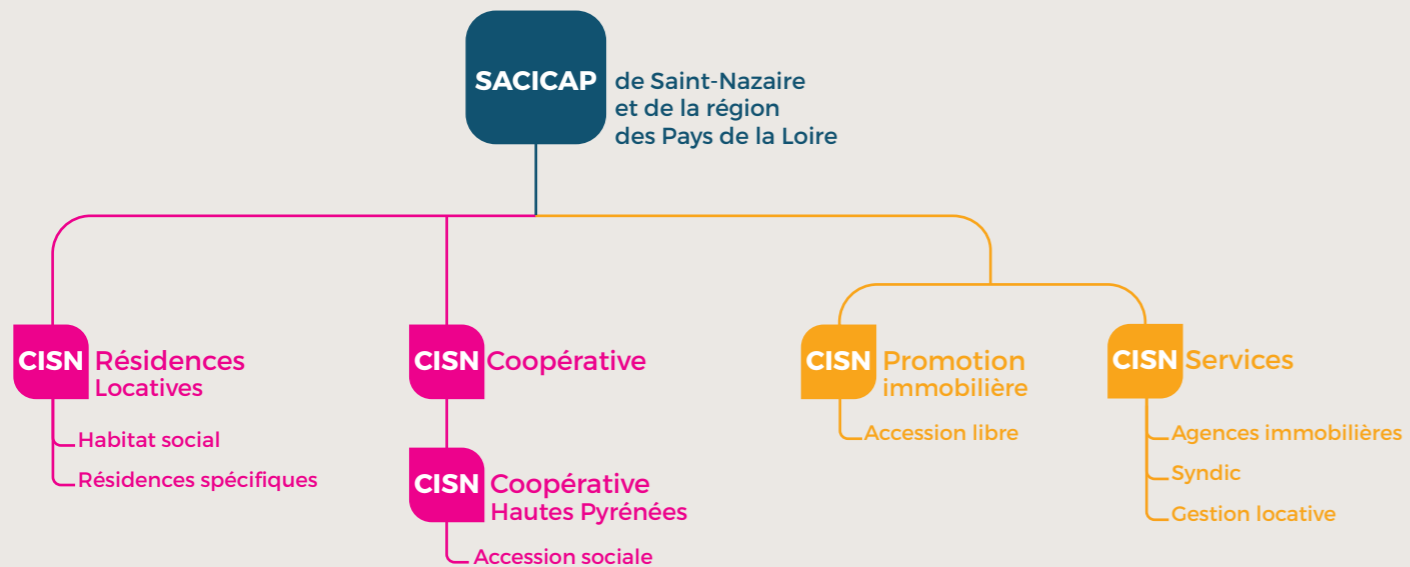 SACICAP de Saint-Nazaire
et de la région
des Pays de la Loire
CISN Résidences
Locatives
Habitat social
Résidences spécifiques
CISN Coopérative
CISN Coopérative
Hautes Pyrénées
Accession sociale
CISN Promotion
immobilière
Accession libre
CISN Services
Agences immobilières
Syndic
Gestion locative